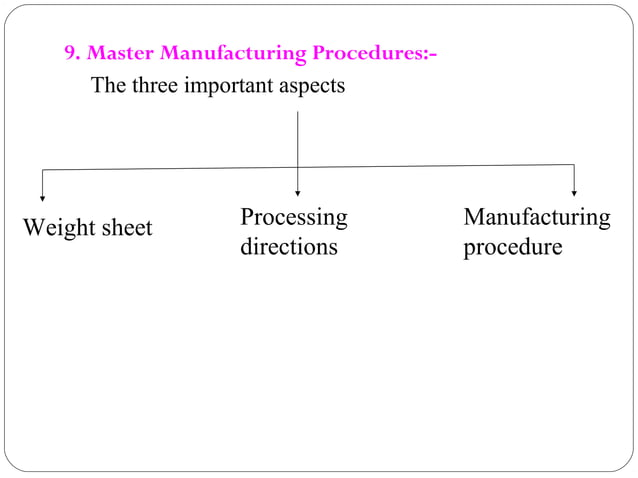 9. Master Manufacturing Procedures:-
The three important aspects
Weight sheet
Processing
directions
Manufacturing
procedure